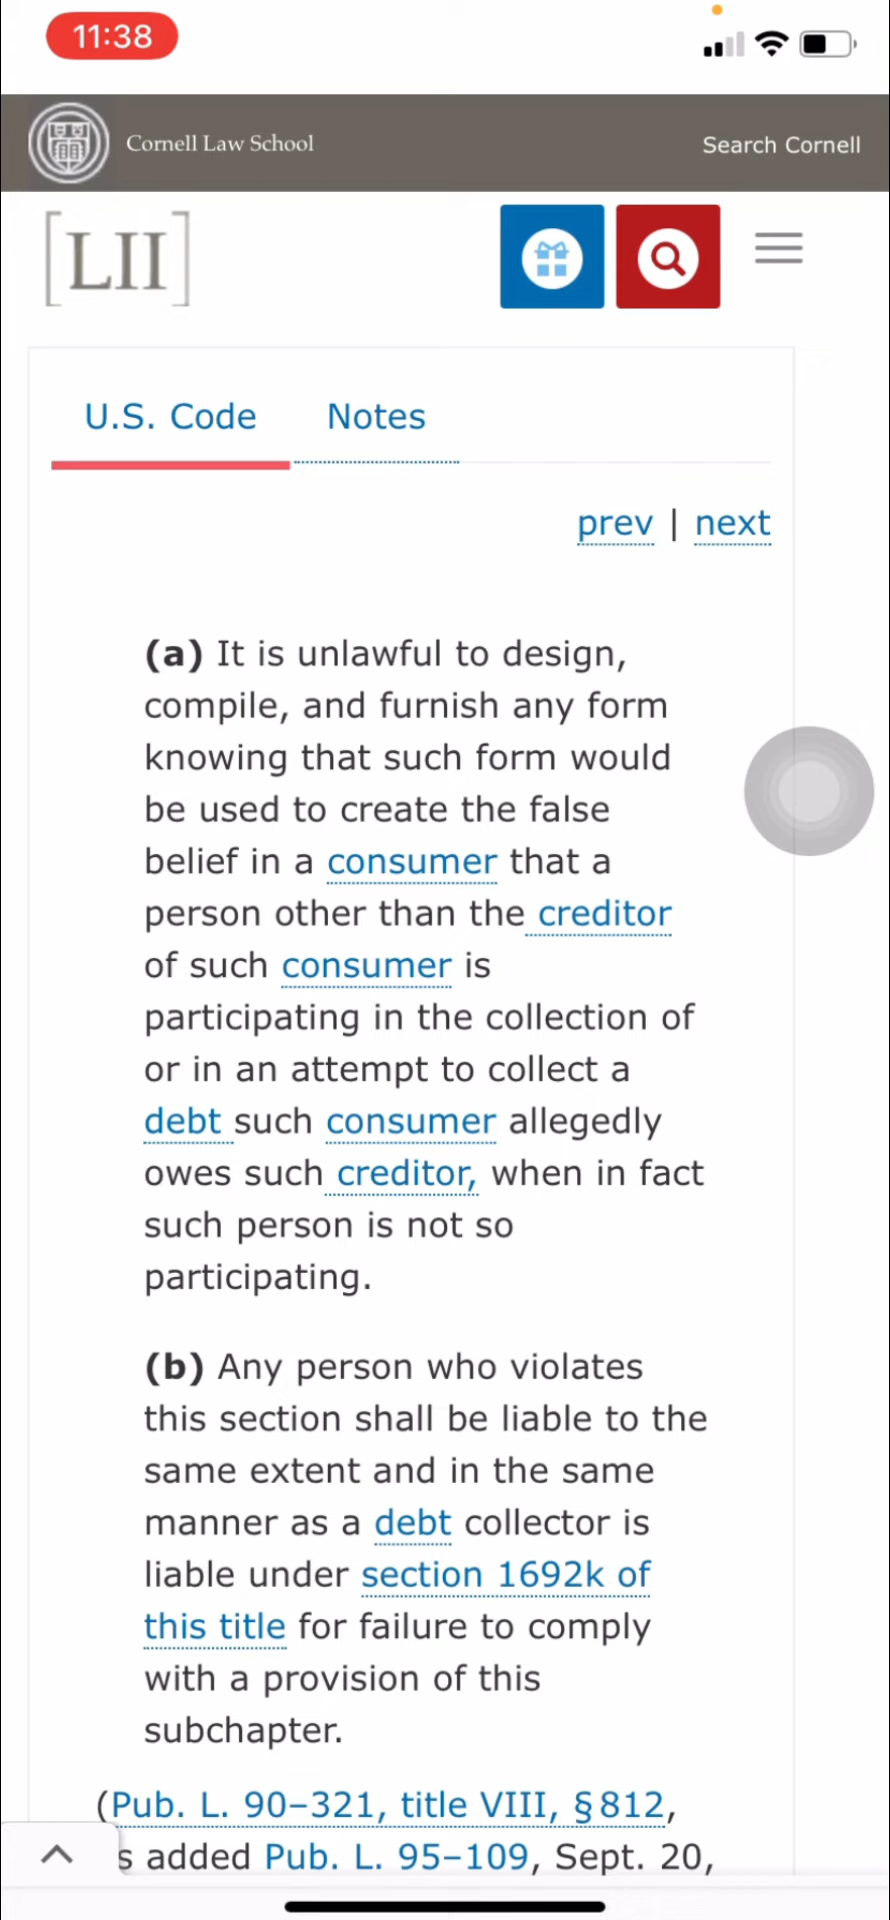 11:38
Cornell Law School
Search Cornell
[LII]
U.S. Code Notes
prev | next
(a) It is unlawful to design,
compile, and furnish any form
knowing that such form would
be used to create the false
belief in a consumer that a
person other than the creditor
of such consumer is
participating in the collection of
or in an attempt to collect a
debt such consumer allegedly
owes such creditor, when in fact
such person is not so
participating.
(b) Any person who violates
this section shall be liable to the
same extent and in the same
manner as a debt collector is
liable under section 1692k of
this title for failure to comply
with a provision of this
subchapter.
(Pub. L. 90–321, title VIII, § 812,
s added Pub. L. 95–109, Sept. 20,